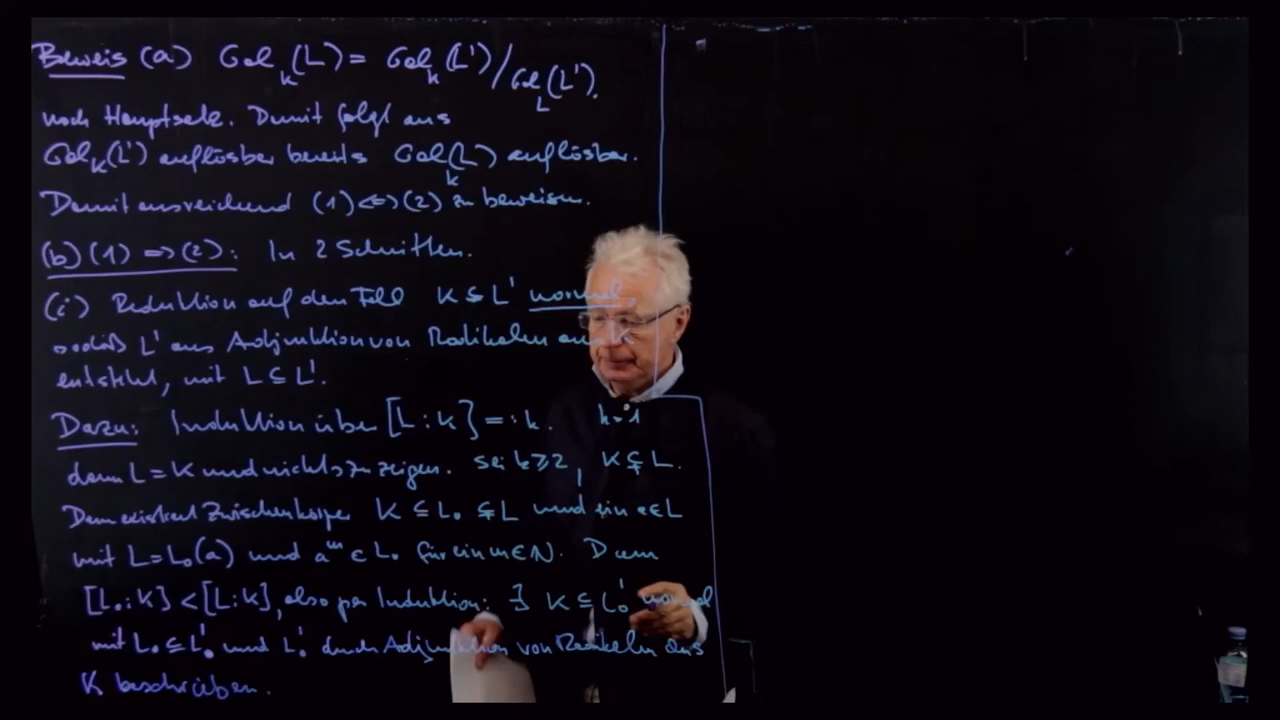 Beweis (a) Gal_K(L) = Gal_K(L')/Gal_L(L').
nach Hauptsatz. Damit folgt aus
Gal_K(L') auflösbar bereits Gal_K(L) auflösbar.
Damit ausreichend (1) <=> (2) zu beweisen.
(b) (1) => (2): In 2 Schritten.
(i) Reduktion auf den Fall K ⊆ L' normal,
sodaß L' aus Adjunktion von Radikalen aus K
entsteht, mit L ⊆ L'.
Dazu: Induktion über [L:K] =: k. k=1
dann L = K und nichts zu zeigen. Sei k ≥ 2, K ⊊ L.
Dann existiert Zwischenkörper K ⊆ L₀ ⊊ L und ein a ∈ L
mit L = L₀(a) und a^m ∈ L₀ für ein m ∈ ℕ. Dann
[L₀:K] < [L:K], also per Induktion: ∃ K ⊆ L₀' normal
mit L₀ ⊆ L₀' und L₀' durch Adjunktion von Radikalen aus
K beschrieben.